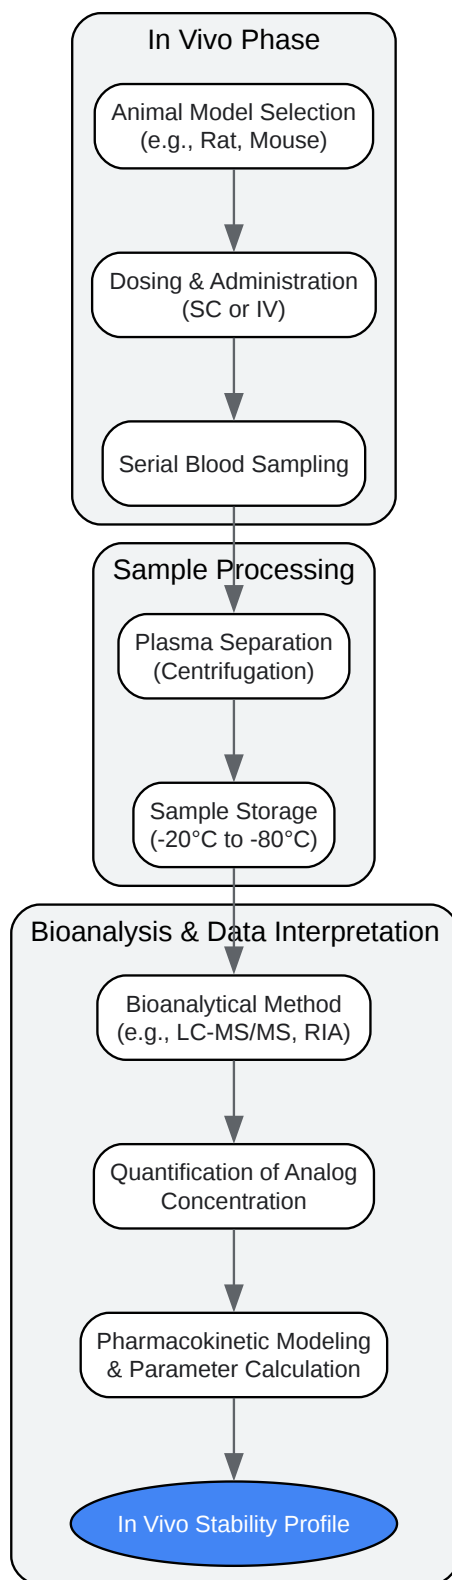 In Vivo Phase
Animal Model Selection
(e.g., Rat, Mouse)
Dosing & Administration
(SC or IV)
Serial Blood Sampling
Sample Processing
Plasma Separation
(Centrifugation)
Sample Storage
(-20°C to -80°C)
Bioanalysis & Data Interpretation
Bioanalytical Method
(e.g., LC-MS/MS, RIA)
Quantification of Analog
Concentration
Pharmacokinetic Modeling
& Parameter Calculation
In Vivo Stability Profile